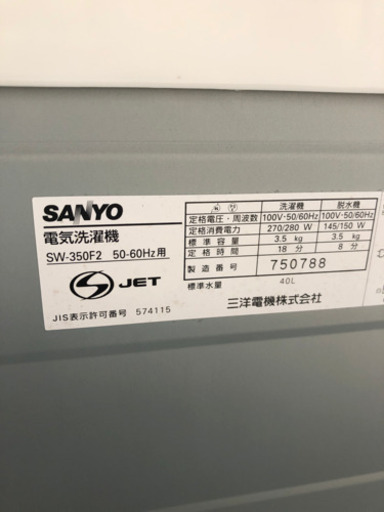 SANYO
電気洗濯機
SW-350F2 50-60Hz用
S JET
JIS表示許可番号 574115
洗濯機 脱水機
定格電圧・周波数 100V・50/60Hz 100V・50/60Hz
定格消費電力 270/280 W 145/150 W
標準容量 3.5 kg 3.5 kg
定格時間 18 分 8 分
製造番号 750788
標準水量 40L
三洋電機株式会社